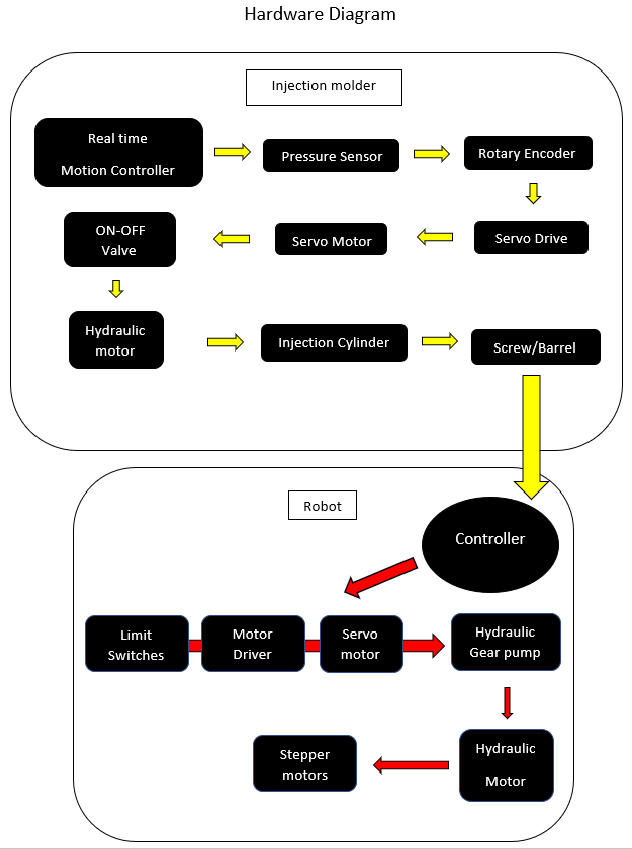 Hardware Diagram
Injection molder
Real time
Motion Controller
Pressure Sensor
Rotary Encoder
ON-OFF
Valve
Servo Motor
Servo Drive
Hydraulic
motor
Injection Cylinder
Screw/Barrel
Robot
Controller
Limit
Switches
Motor
Driver
Servo
motor
Hydraulic
Gear pump
Stepper
motors
Hydraulic
Motor